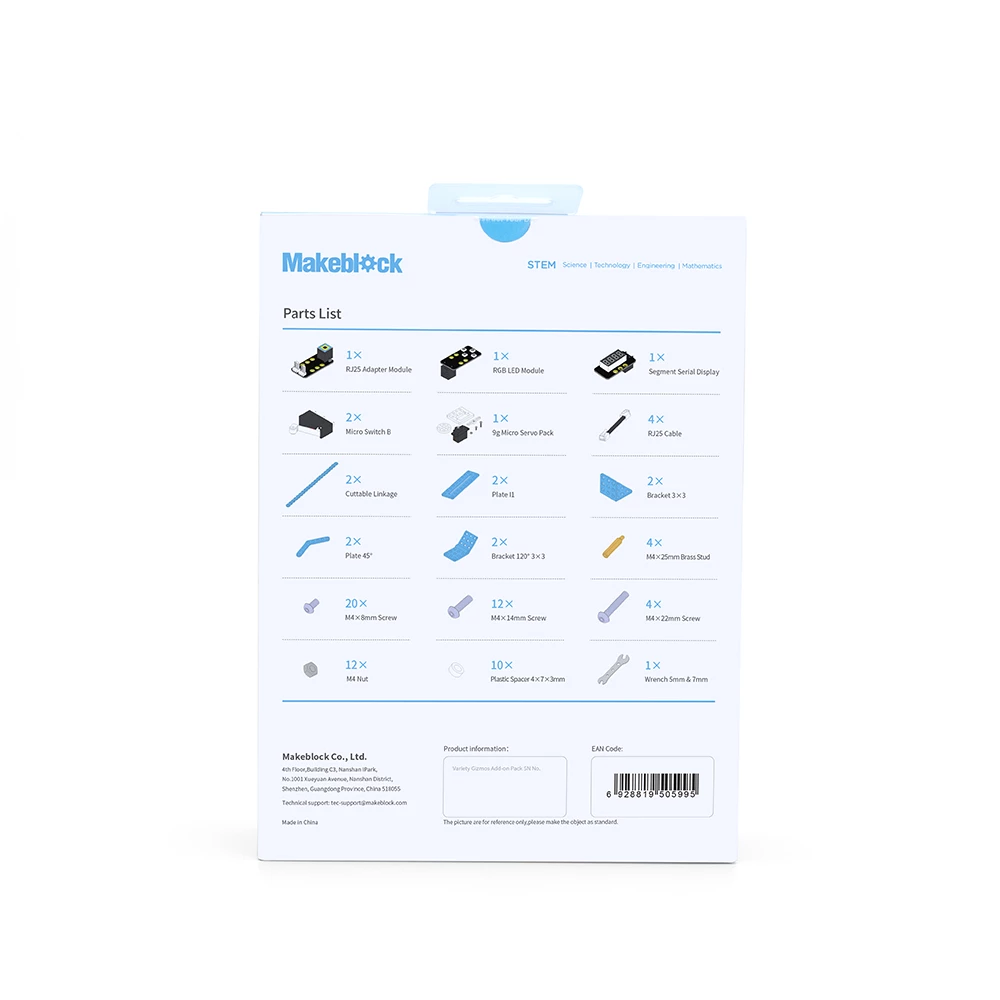 Makeblock
STEM Science | Technology | Engineering | Mathematics
Parts List
1×
RJ25 Adapter Module
1×
RGB LED Module
1×
Segment Serial Display
2×
Micro Switch B
1×
9g Micro Servo Pack
4×
RJ25 Cable
2×
Cuttable Linkage
2×
Plate I1
2×
Bracket 3×3
2×
Plate 45°
2×
Bracket 120° 3×3
4×
M4×25mm Brass Stud
20×
M4×8mm Screw
12×
M4×14mm Screw
4×
M4×22mm Screw
12×
M4 Nut
10×
Plastic Spacer 4×7×3mm
1×
Wrench 5mm & 7mm
Makeblock Co., Ltd.
4th Floor,Building C3, Nanshan iPark,
No.1001 Xueyuan Avenue, Nanshan District,
Shenzhen, Guangdong Province, China 518055
Technical support: tec-support@makeblock.com
Made in China
Product information:
Variety Gizmos Add-on Pack SN No.
The picture are for reference only,please make the object as standard.
EAN Code:
6 928819 505995